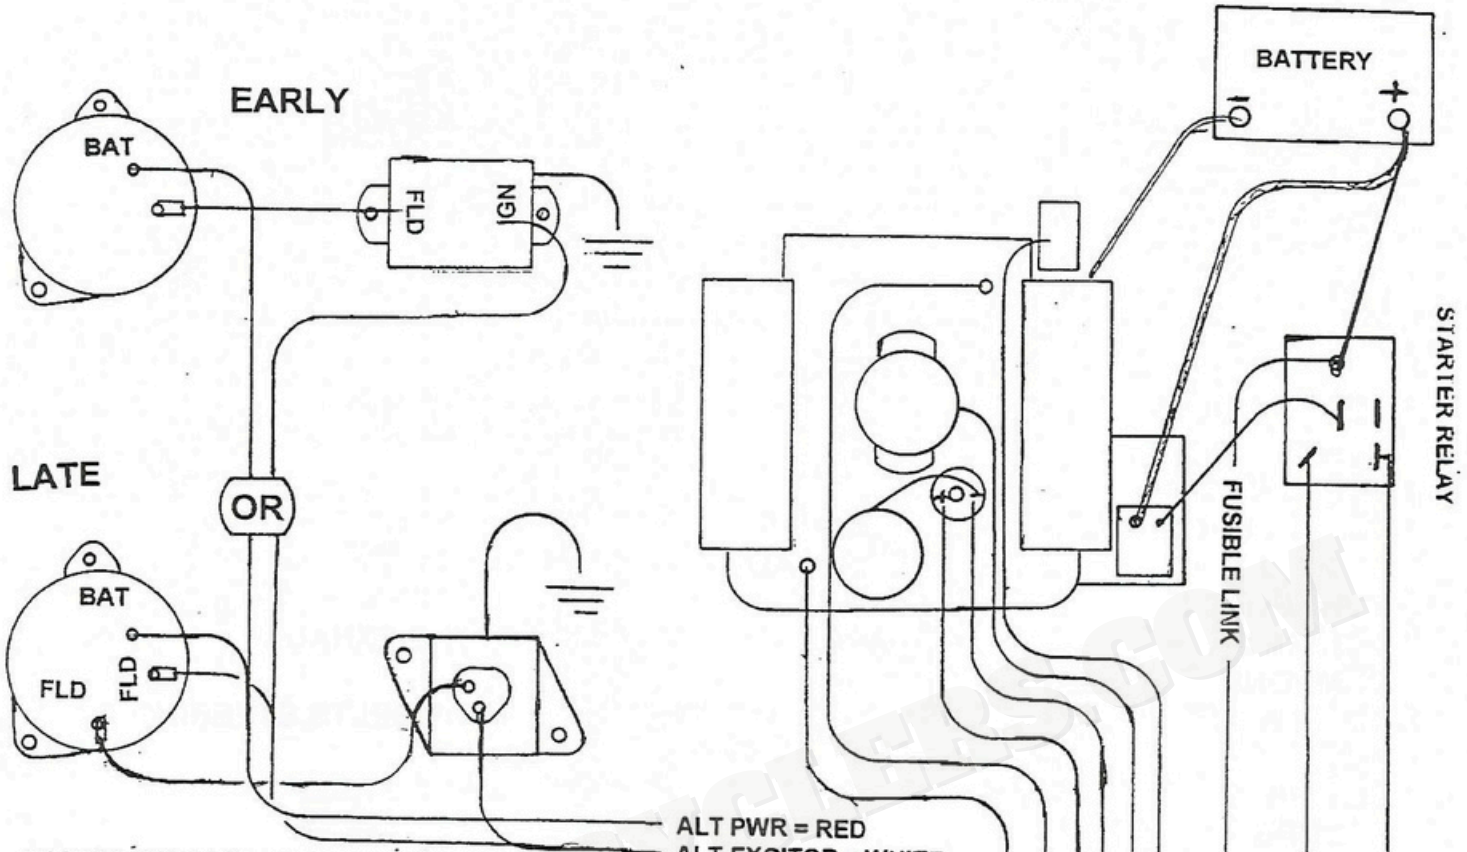 EARLY
BAT
FLD
IGN
BATTERY
- +
STARTER RELAY
LATE
OR
FUSIBLE LINK
BAT
FLD
FLD
ALT PWR = RED